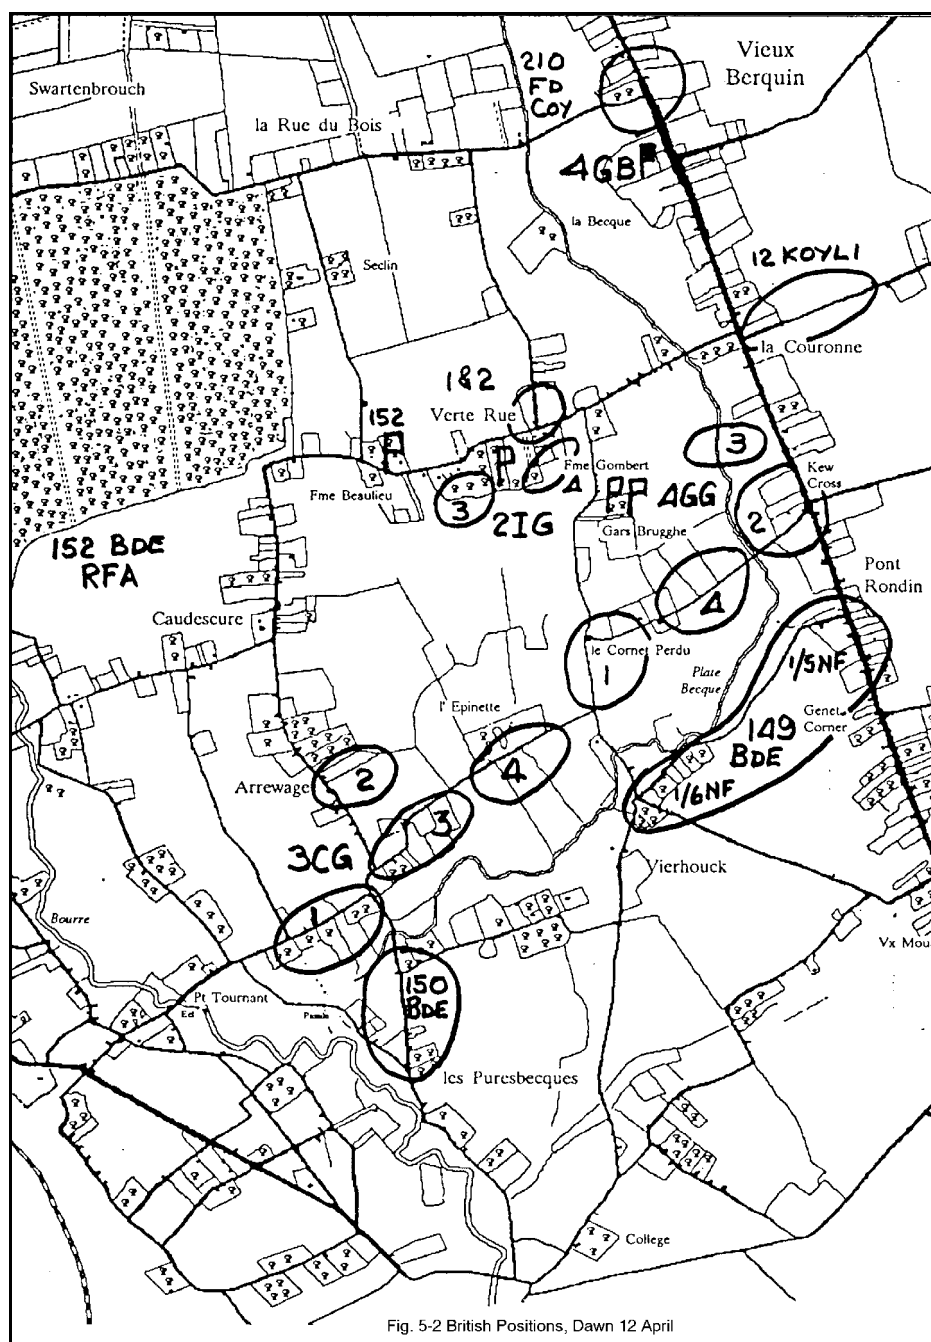 Vieux
Berquin
210
FD
COY
Swartenbrouch
la Rue du Bois
4GB
la Becque
12 KOYLI
Seclin
la Couronne
1&2
Verte Rue
1
152
3
Fme Gombert
4
Kew
Cross
Fme Beaulieu
3
2IG
4GG
2
Gars Brugghe
152 BDE
RFA
Pont
Rondin
Caudescure
4
le Cornet Perdu
1
Plate
Becque
1/5NF
l' Epinette
Genet
Corner
149
BDE
2
4
Arrewage
1/6NF
3
3CG
Vierhouck
1
Bourre
Vx Mou
150
BDE
Pt Tournant
Ed
les Puresbecques
College
Fig. 5-2 British Positions, Dawn 12 April